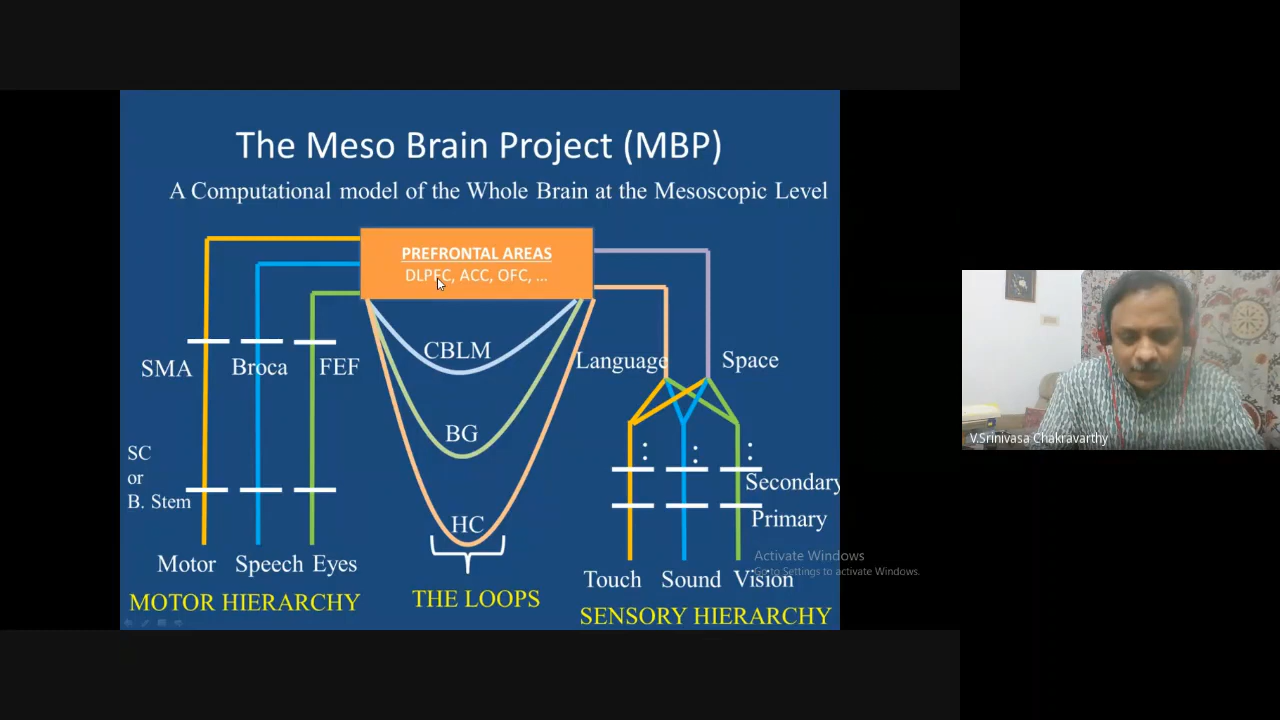 The Meso Brain Project (MBP)
A Computational model of the Whole Brain at the Mesoscopic Level
PREFRONTAL AREAS
DLPFC, ACC, OFC, ...
SMA
Broca
FEF
CBLM
Language
Space
BG
SC
or
B. Stem
HC
Secondary
Primary
Motor
Speech
Eyes
Touch
Sound
Vision
MOTOR HIERARCHY
THE LOOPS
SENSORY HIERARCHY
Activate Windows
Go to Settings to activate Windows.
V.Srinivasa Chakravarthy